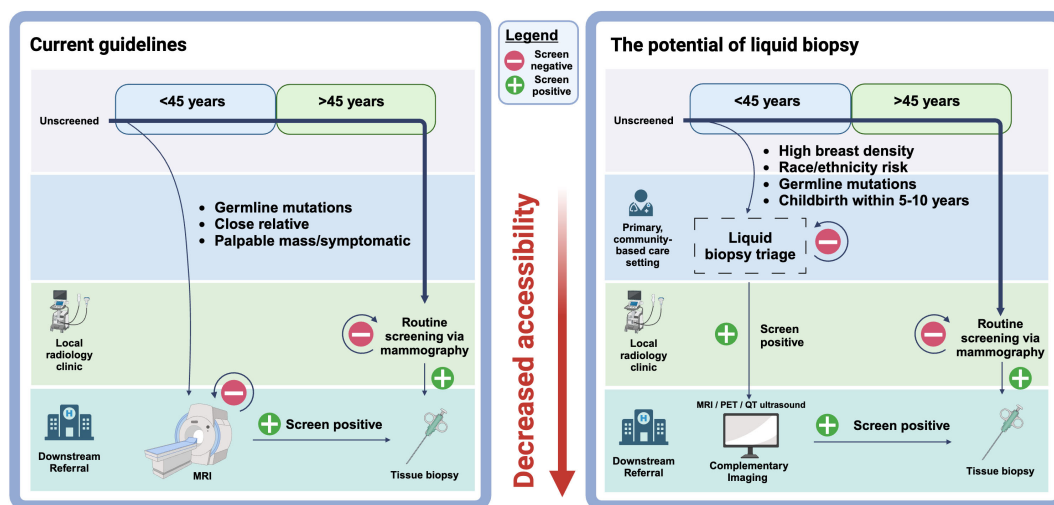 Current guidelines
<45 years
>45 years
Unscreened
Germline mutations
Close relative
Palpable mass/symptomatic
Local
radiology
clinic
Routine
screening via
mammography
H
Downstream
Referral
MRI
Screen positive
Tissue biopsy
Legend
Screen
negative
Screen
positive
Decreased accessibility
The potential of liquid biopsy
<45 years
>45 years
Unscreened
High breast density
Race/ethnicity risk
Germline mutations
Childbirth within 5-10 years
Primary,
community-
based care
setting
Liquid
biopsy triage
Local
radiology
clinic
Screen
positive
Routine
screening via
mammography
H
Downstream
Referral
MRI / PET / QT ultrasound
Complementary
Imaging
Screen positive
Tissue biopsy